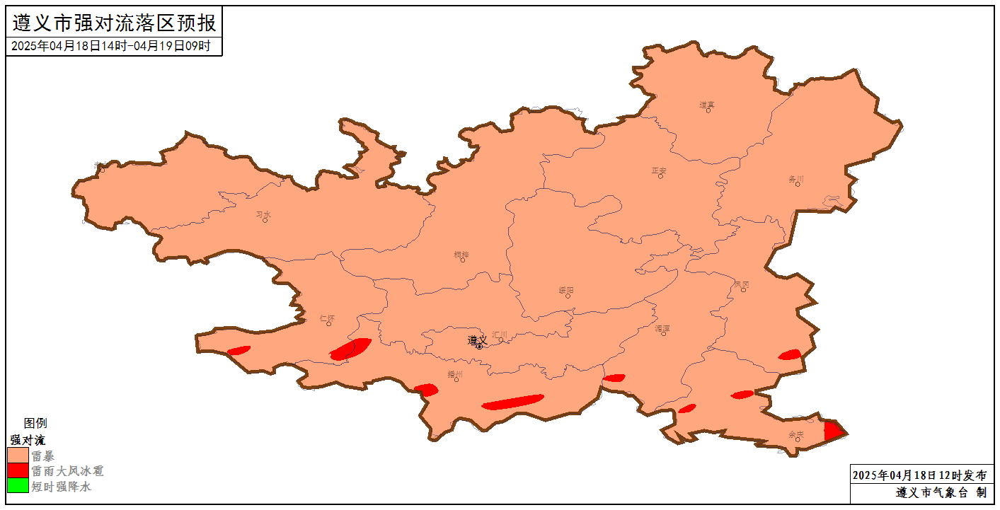 遵义市强对流落区预报
2025年04月18日14时-04月19日09时
道真
正安
务川
习水
桐梓
绥阳
凤冈
仁怀
汇川
湄潭
遵义
播州
余庆
图例
强对流
雷暴
雷雨大风冰雹
短时强降水
2025年04月18日12时发布
遵义市气象台 制